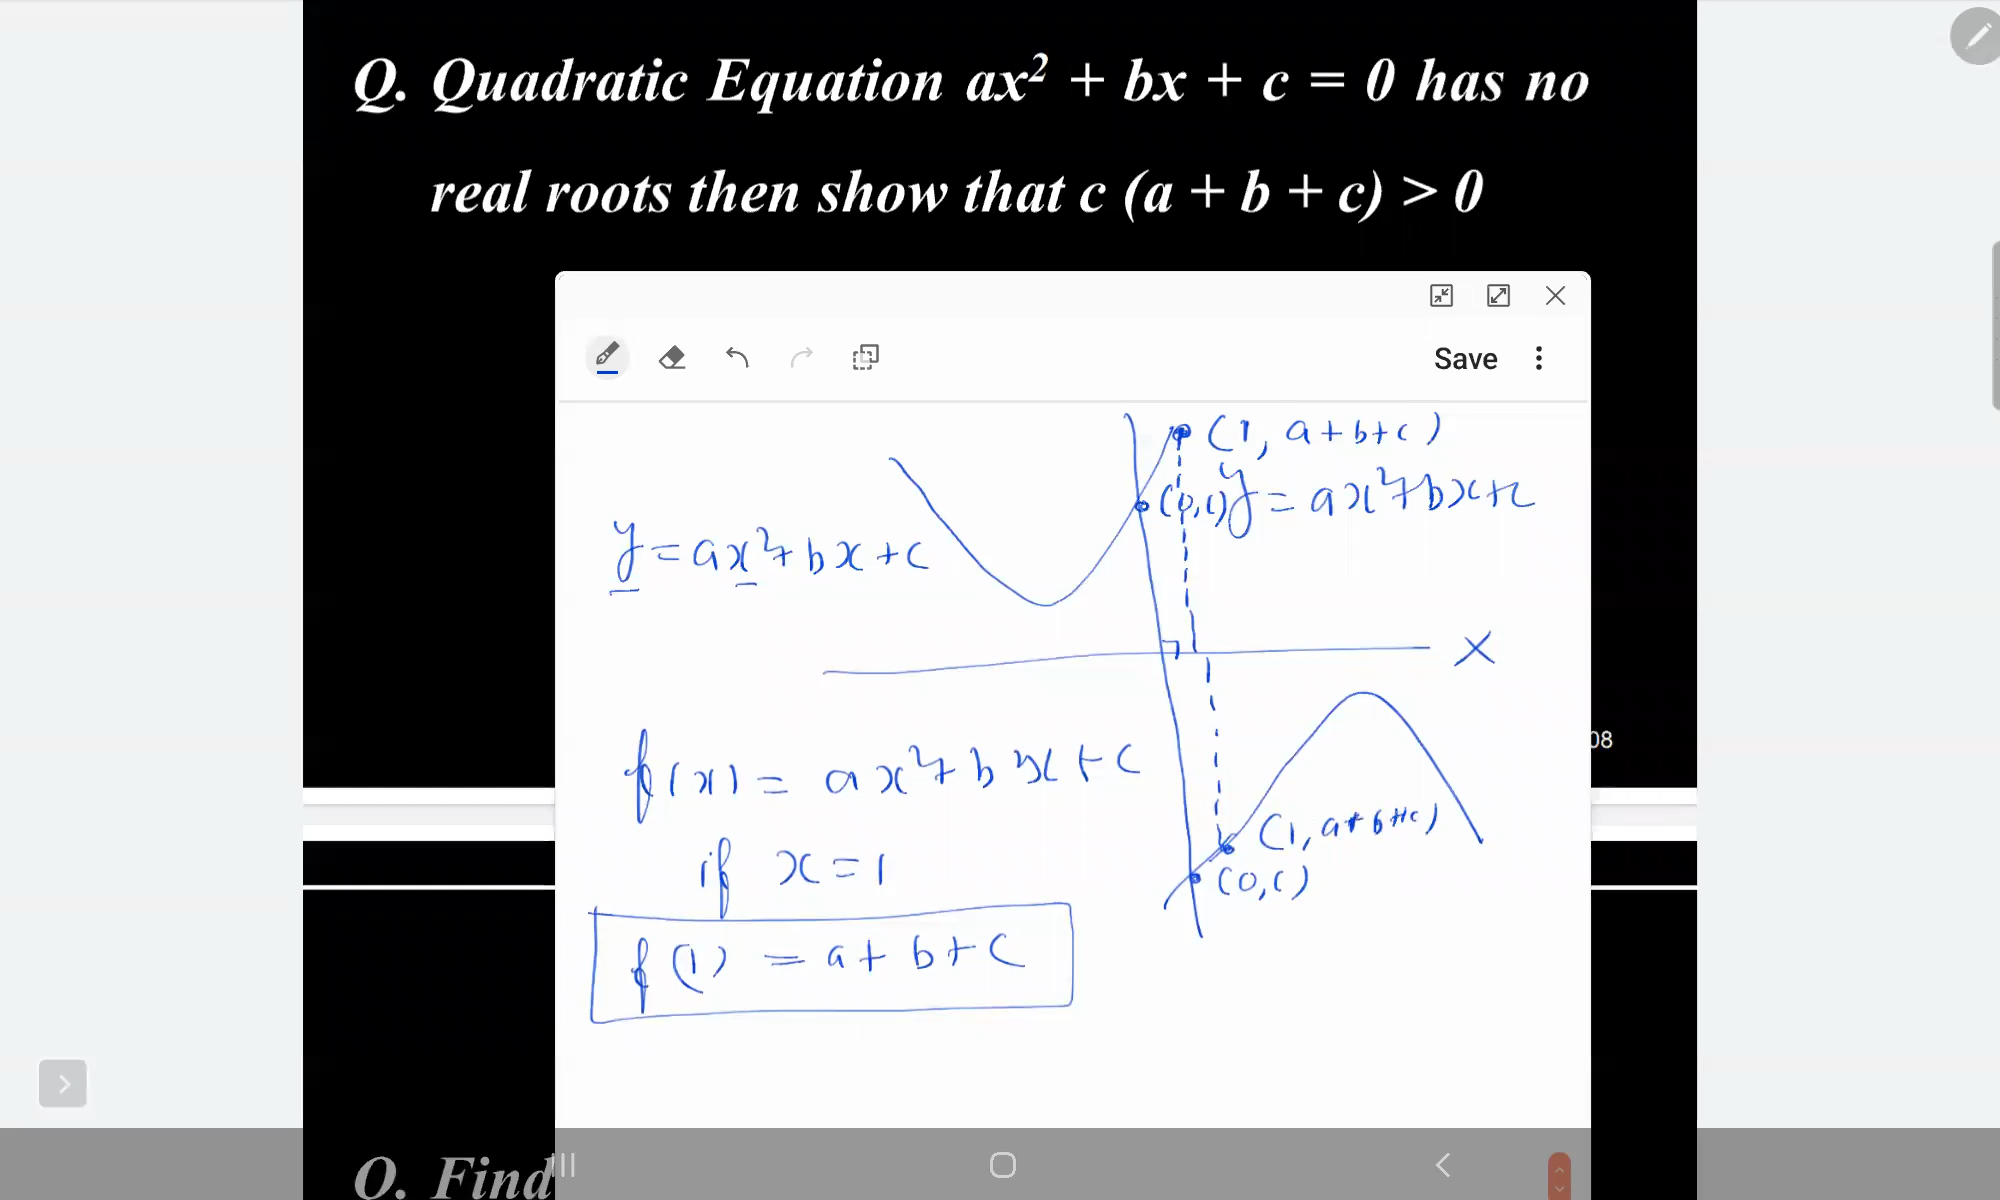 Q. Quadratic Equation ax² + bx + c = 0 has no
real roots then show that c (a + b + c) > 0
Save
(1, a+b+c)
(0,c) y = ax²+bx+c
y = ax²+bx+c
X
08
f(x) = ax²+bx+c
(1, a+b+c)
if x=1
(0,c)
f(1) = a+b+c
Q. Find